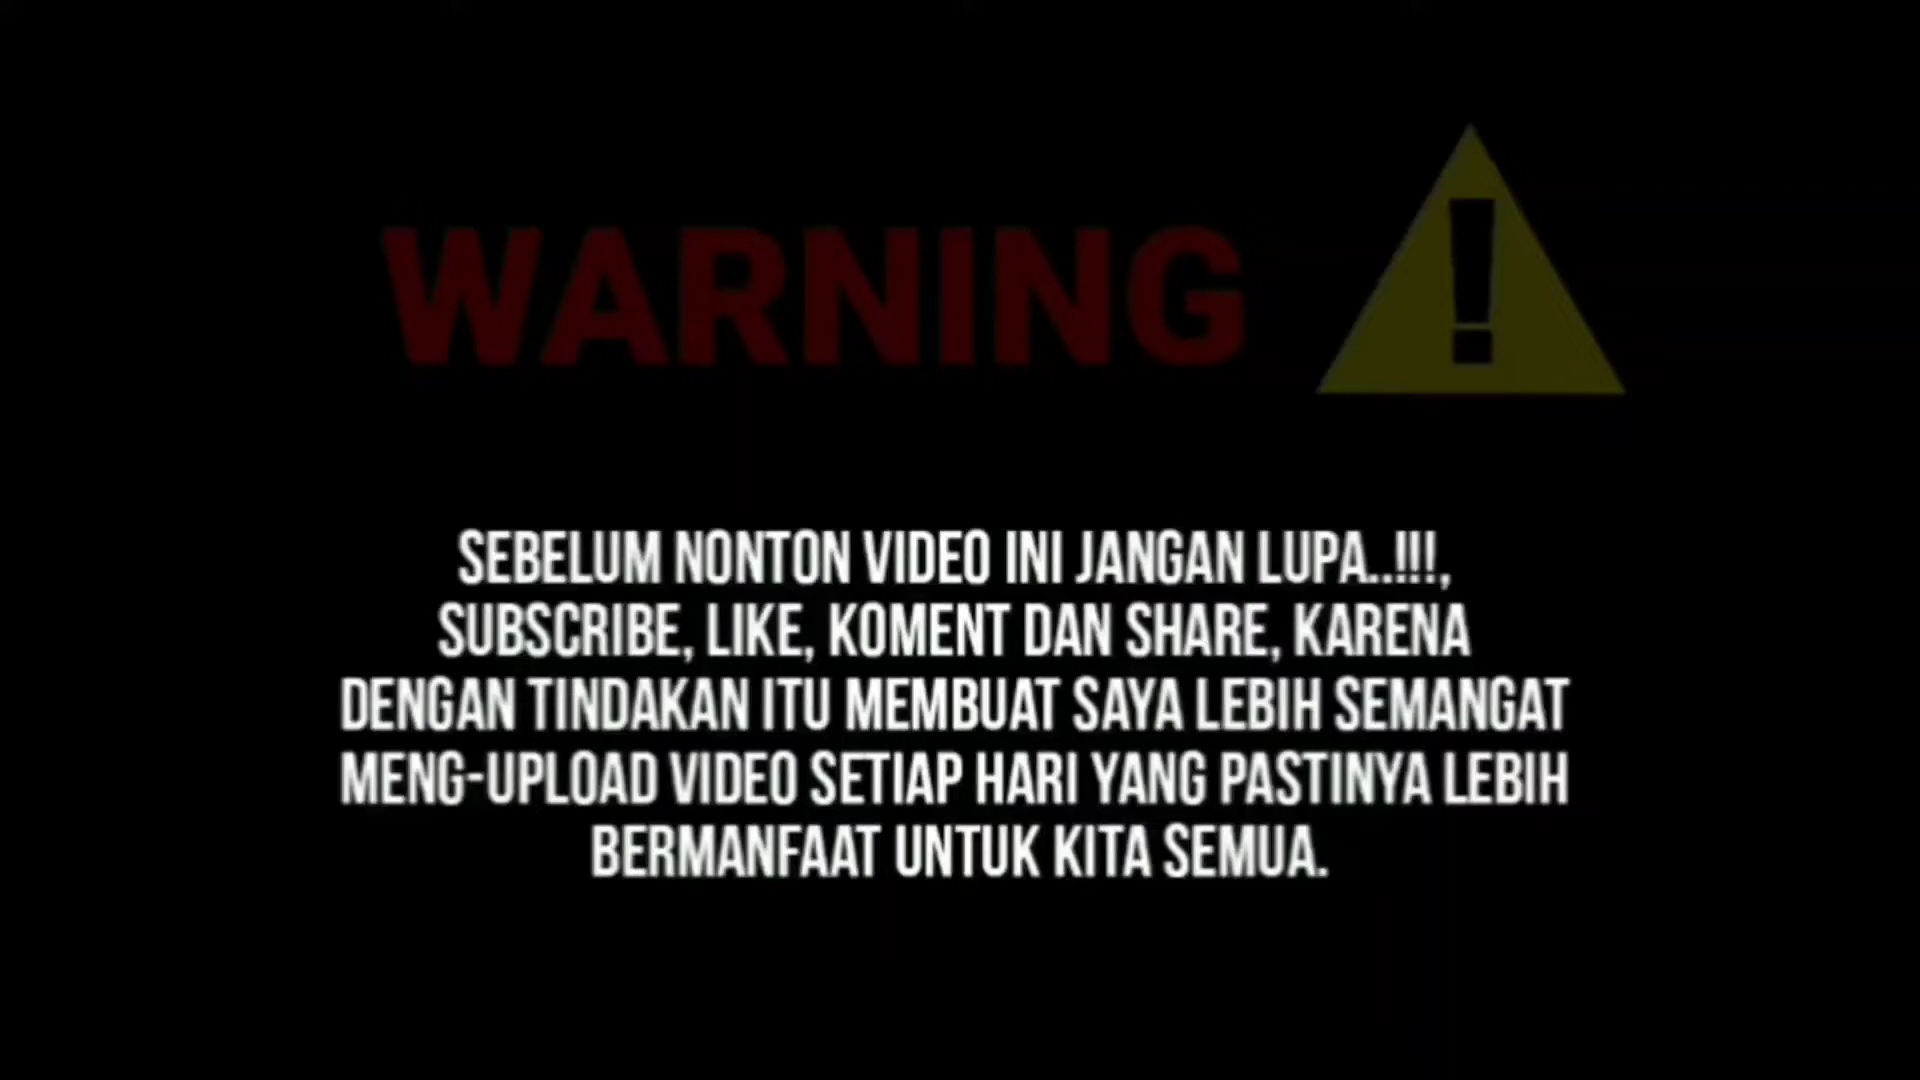 WARNING !
SEBELUM NONTON VIDEO INI JANGAN LUPA..!!!,
SUBSCRIBE, LIKE, KOMENT DAN SHARE, KARENA
DENGAN TINDAKAN ITU MEMBUAT SAYA LEBIH SEMANGAT
MENG-UPLOAD VIDEO SETIAP HARI YANG PASTINYA LEBIH
BERMANFAAT UNTUK KITA SEMUA.